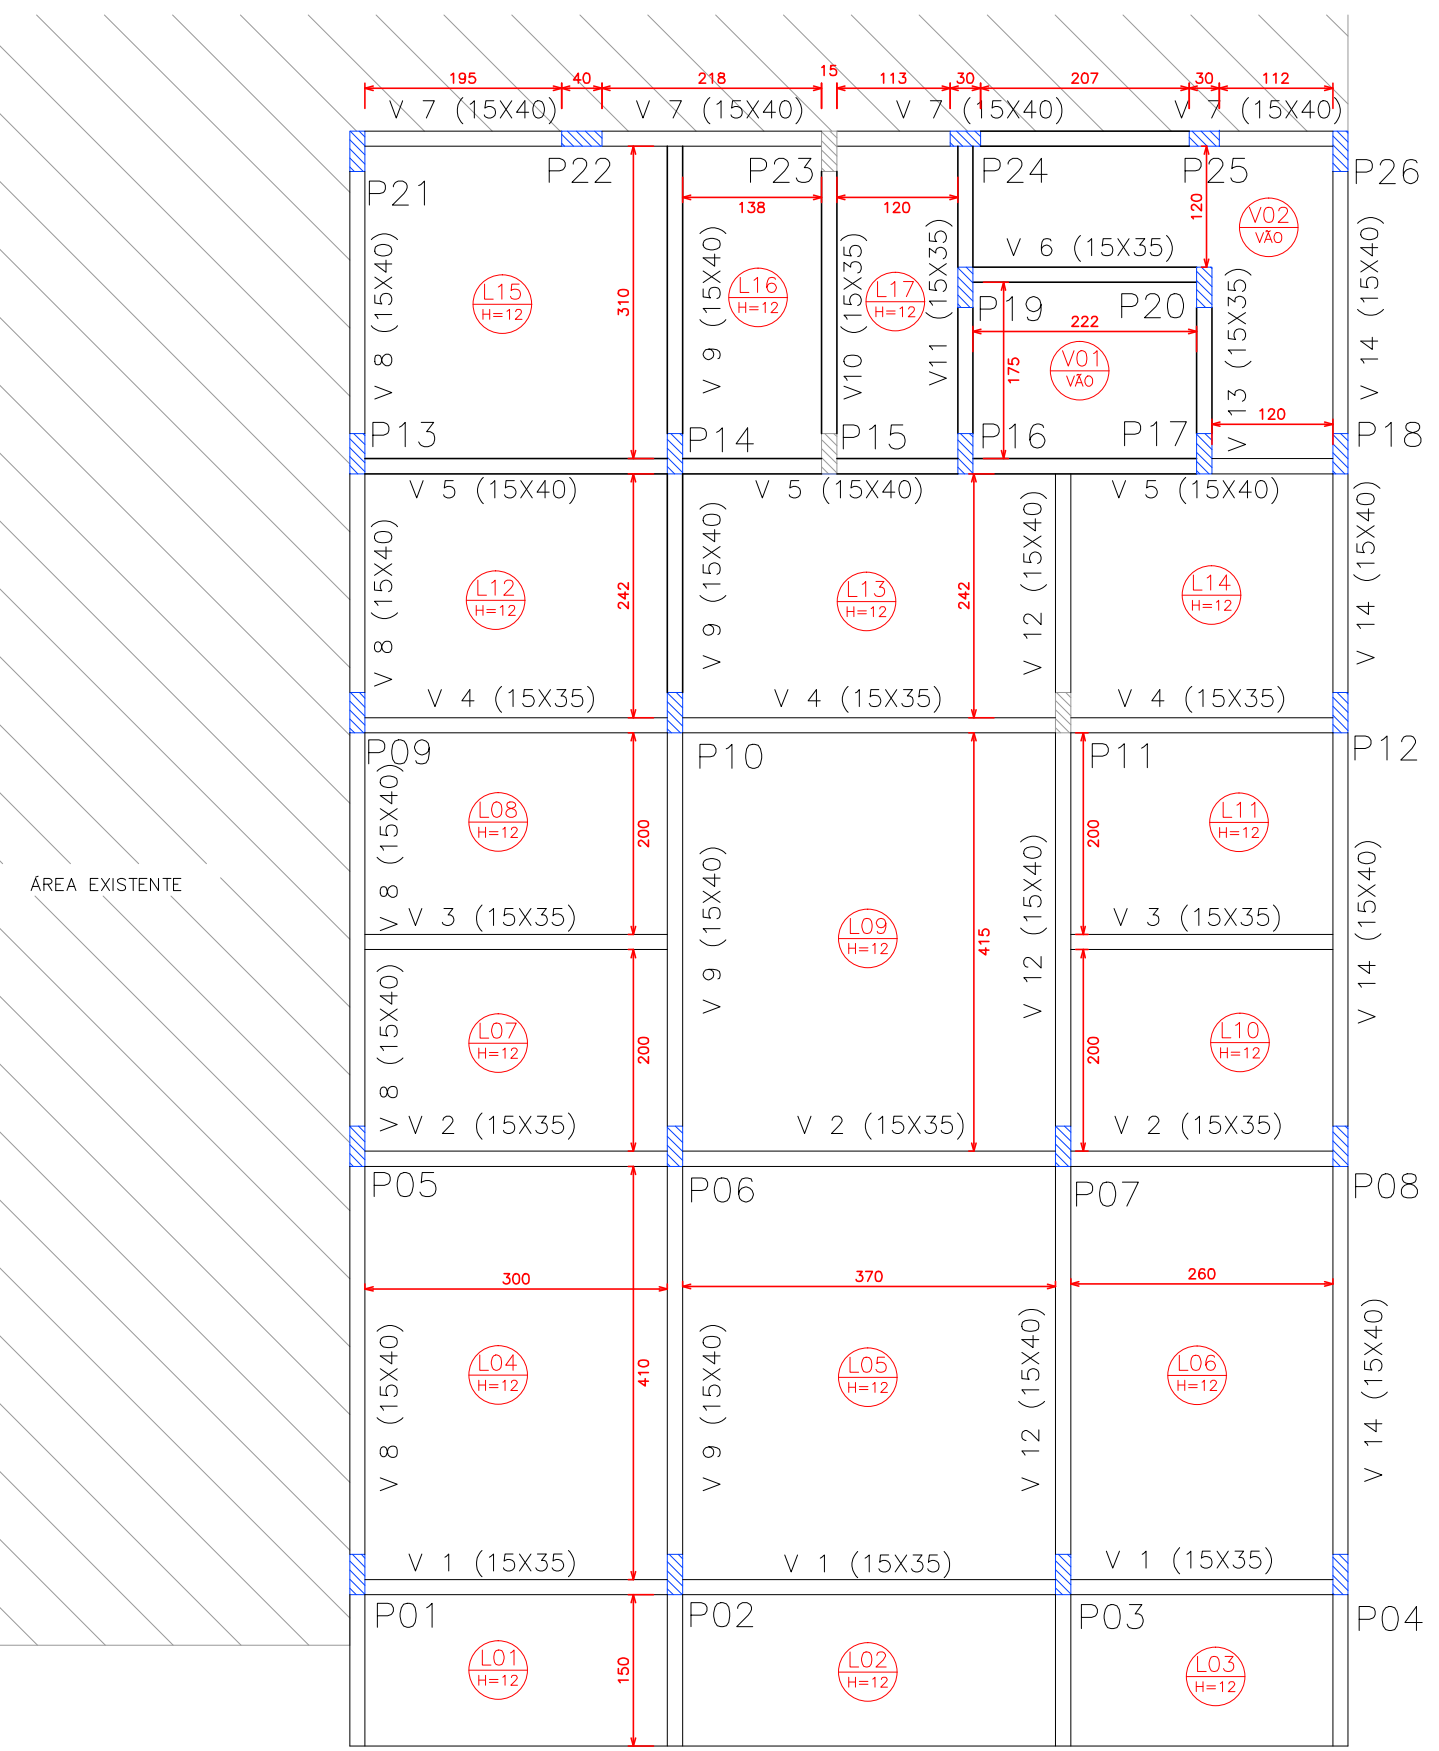 15
195
40
218
113
30
207
30
112
V 7 (15X40)
V 7 (15X40)
V 7 (15X40)
V 7 (15X40)
P21
P22
P23
P24
P25
P26
138
120
120
V02
VÃO
V 8 (15X40)
L15
H=12
310
V 9 (15X40)
L16
H=12
V10 (15X35)
L17
H=12
V11 (15X35)
V 6 (15X35)
P19
P20
222
175
V01
VÃO
V 13 (15X35)
V 14 (15X40)
120
P13
P14
P15
P16
P17
P18
V 5 (15X40)
V 5 (15X40)
V 5 (15X40)
V 8 (15X40)
L12
H=12
242
V 9 (15X40)
L13
H=12
242
V 12 (15X40)
L14
H=12
V 14 (15X40)
V 4 (15X35)
V 4 (15X35)
V 4 (15X35)
P09
P10
P11
P12
V 8 (15X40)
L08
H=12
200
L11
H=12
200
ÁREA EXISTENTE
V 3 (15X35)
V 3 (15X35)
V 9 (15X40)
L09
H=12
415
V 12 (15X40)
V 14 (15X40)
V 8 (15X40)
L07
H=12
200
L10
H=12
200
V 2 (15X35)
V 2 (15X35)
V 2 (15X35)
P05
P06
P07
P08
300
370
260
V 8 (15X40)
L04
H=12
410
V 9 (15X40)
L05
H=12
V 12 (15X40)
L06
H=12
V 14 (15X40)
V 1 (15X35)
V 1 (15X35)
V 1 (15X35)
P01
P02
P03
P04
L01
H=12
150
L02
H=12
L03
H=12